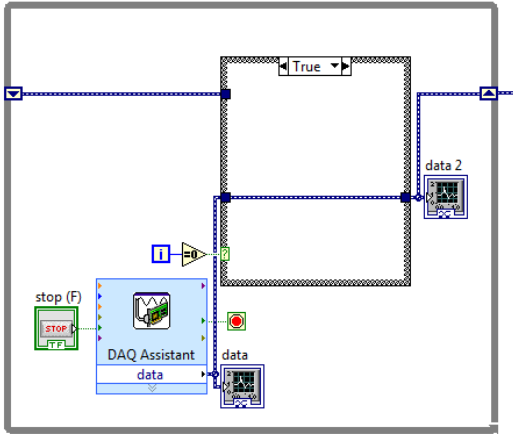 True
data 2
i
=0
?
stop (F)
STOP
TF
DAQ Assistant
data
data